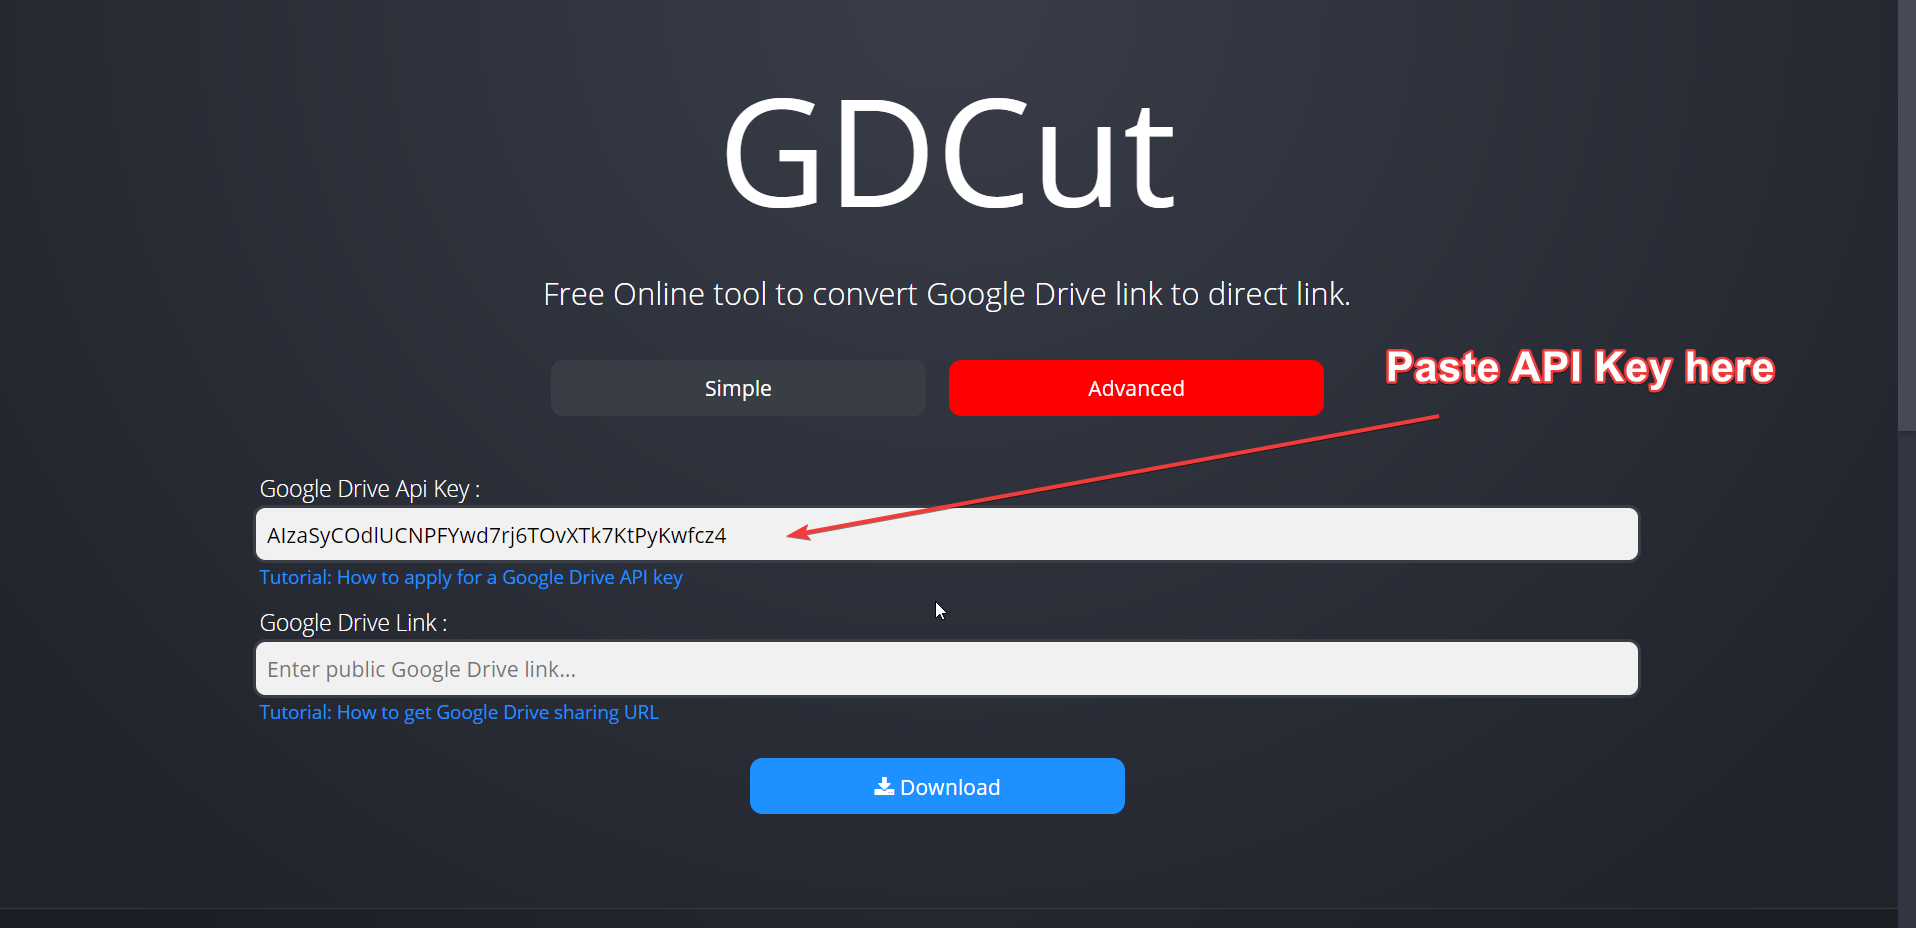 GDCut
Free Online tool to convert Google Drive link to direct link.
Simple
Advanced
Paste API Key here
Google Drive Api Key :
AIzaSyCOdlUCNPFYwd7rj6TOvXTk7KtPyKwfcz4
Tutorial: How to apply for a Google Drive API key
Google Drive Link :
Enter public Google Drive link...
Tutorial: How to get Google Drive sharing URL
Download